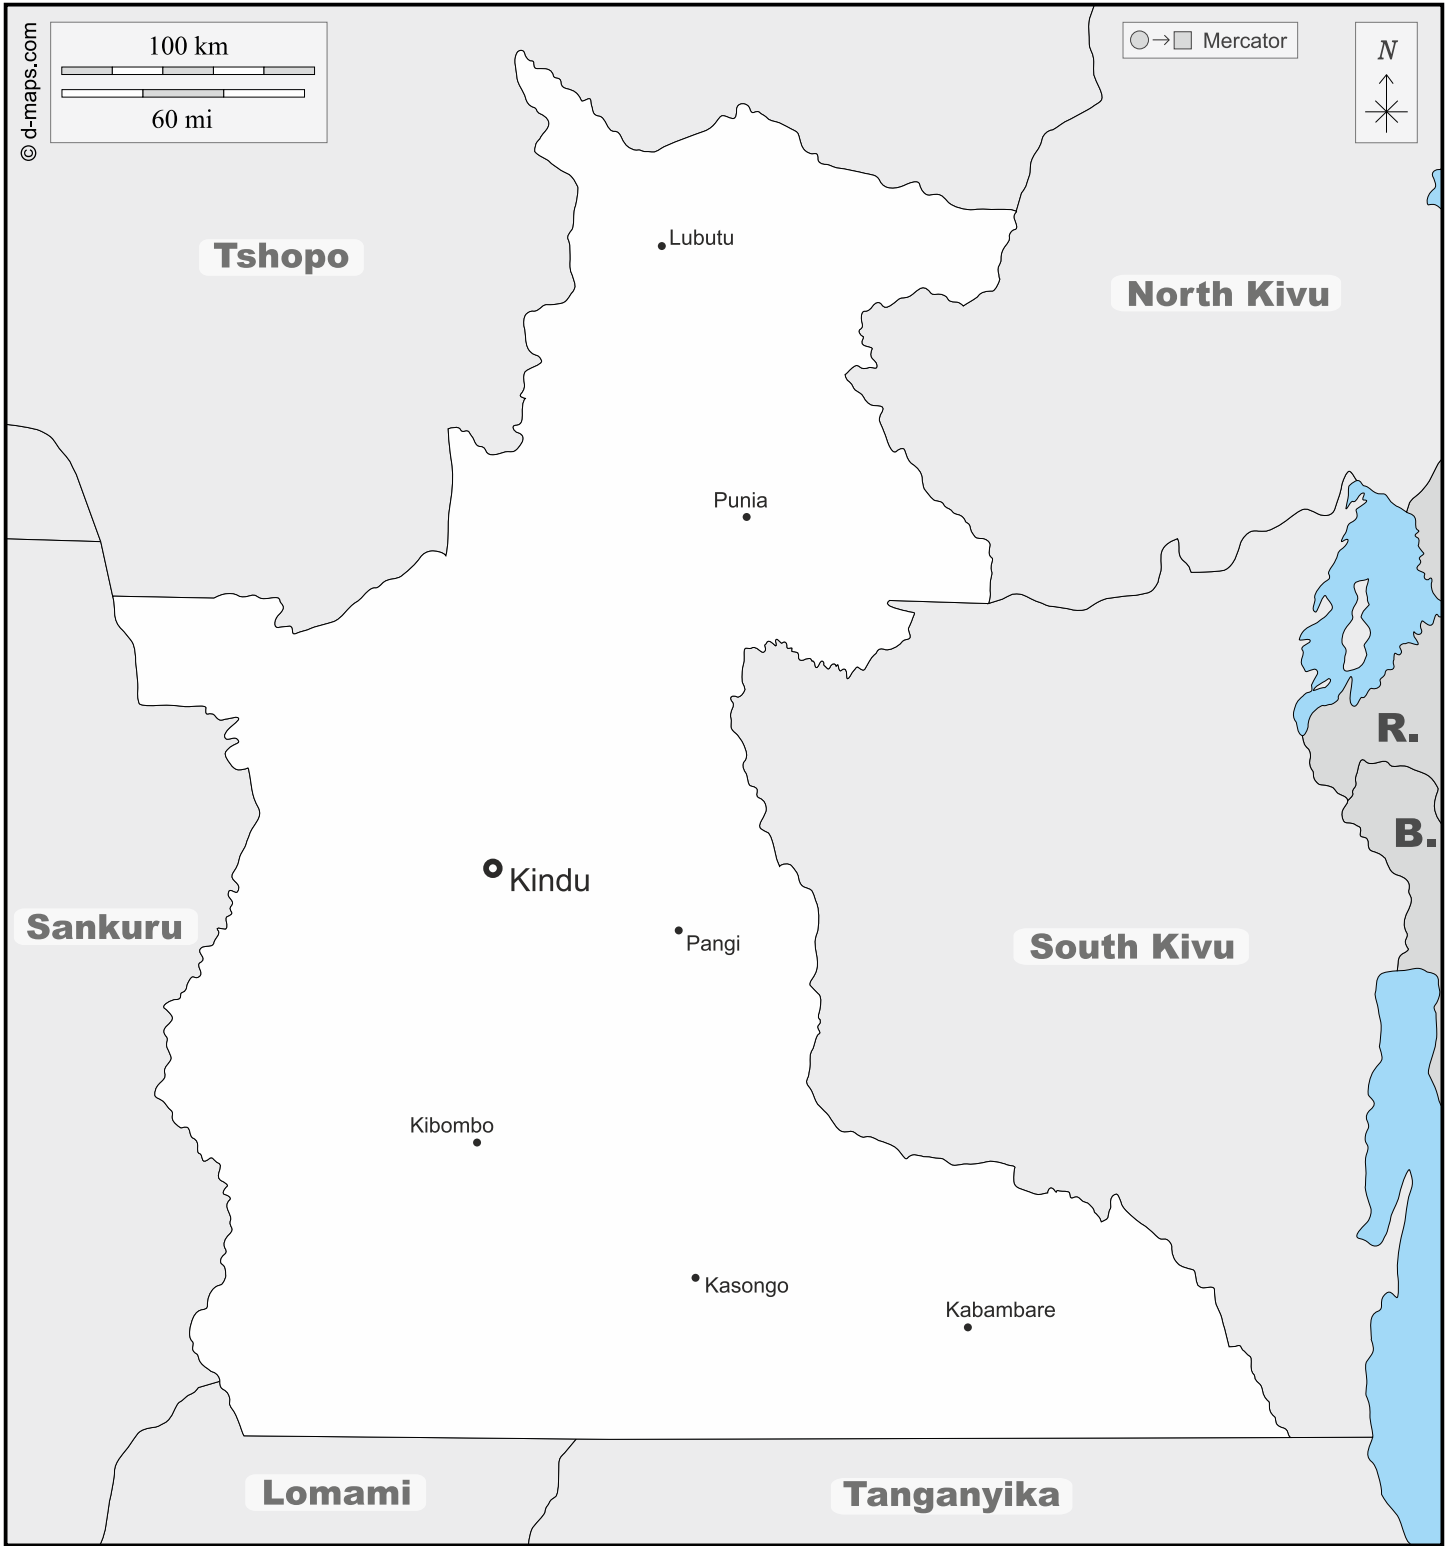 © d-maps.com
100 km
60 mi
Mercator
N
Tshopo
Lubutu
North Kivu
Punia
R.
B.
Kindu
Sankuru
Pangi
South Kivu
Kibombo
Kasongo
Kabambare
Lomami
Tanganyika